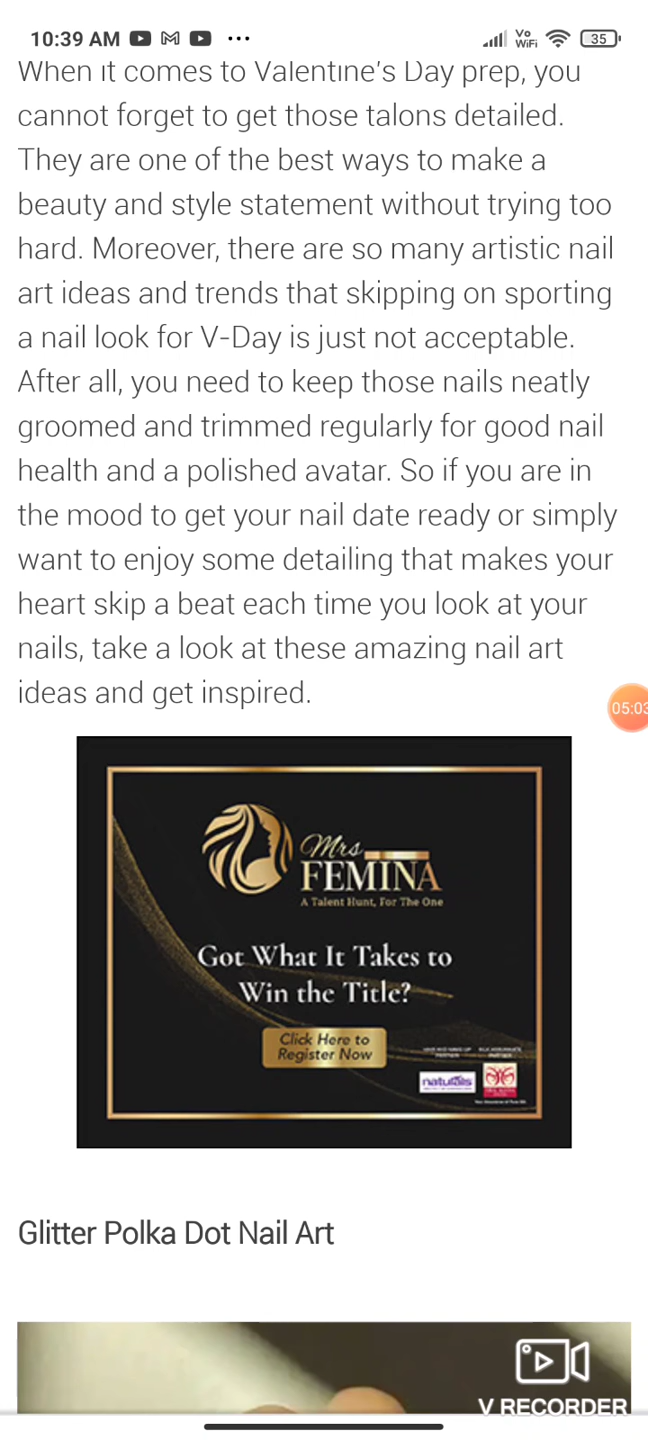 10:39 AM
Vo
WiFi
35
When it comes to Valentine's Day prep, you
cannot forget to get those talons detailed.
They are one of the best ways to make a
beauty and style statement without trying too
hard. Moreover, there are so many artistic nail
art ideas and trends that skipping on sporting
a nail look for V-Day is just not acceptable.
After all, you need to keep those nails neatly
groomed and trimmed regularly for good nail
health and a polished avatar. So if you are in
the mood to get your nail date ready or simply
want to enjoy some detailing that makes your
heart skip a beat each time you look at your
nails, take a look at these amazing nail art
ideas and get inspired.
05:03
Mrs
FEMINA
A Talent Hunt, For The One
Got What It Takes to
Win the Title?
Click Here to
Register Now
naturals
Glitter Polka Dot Nail Art
V RECORDER